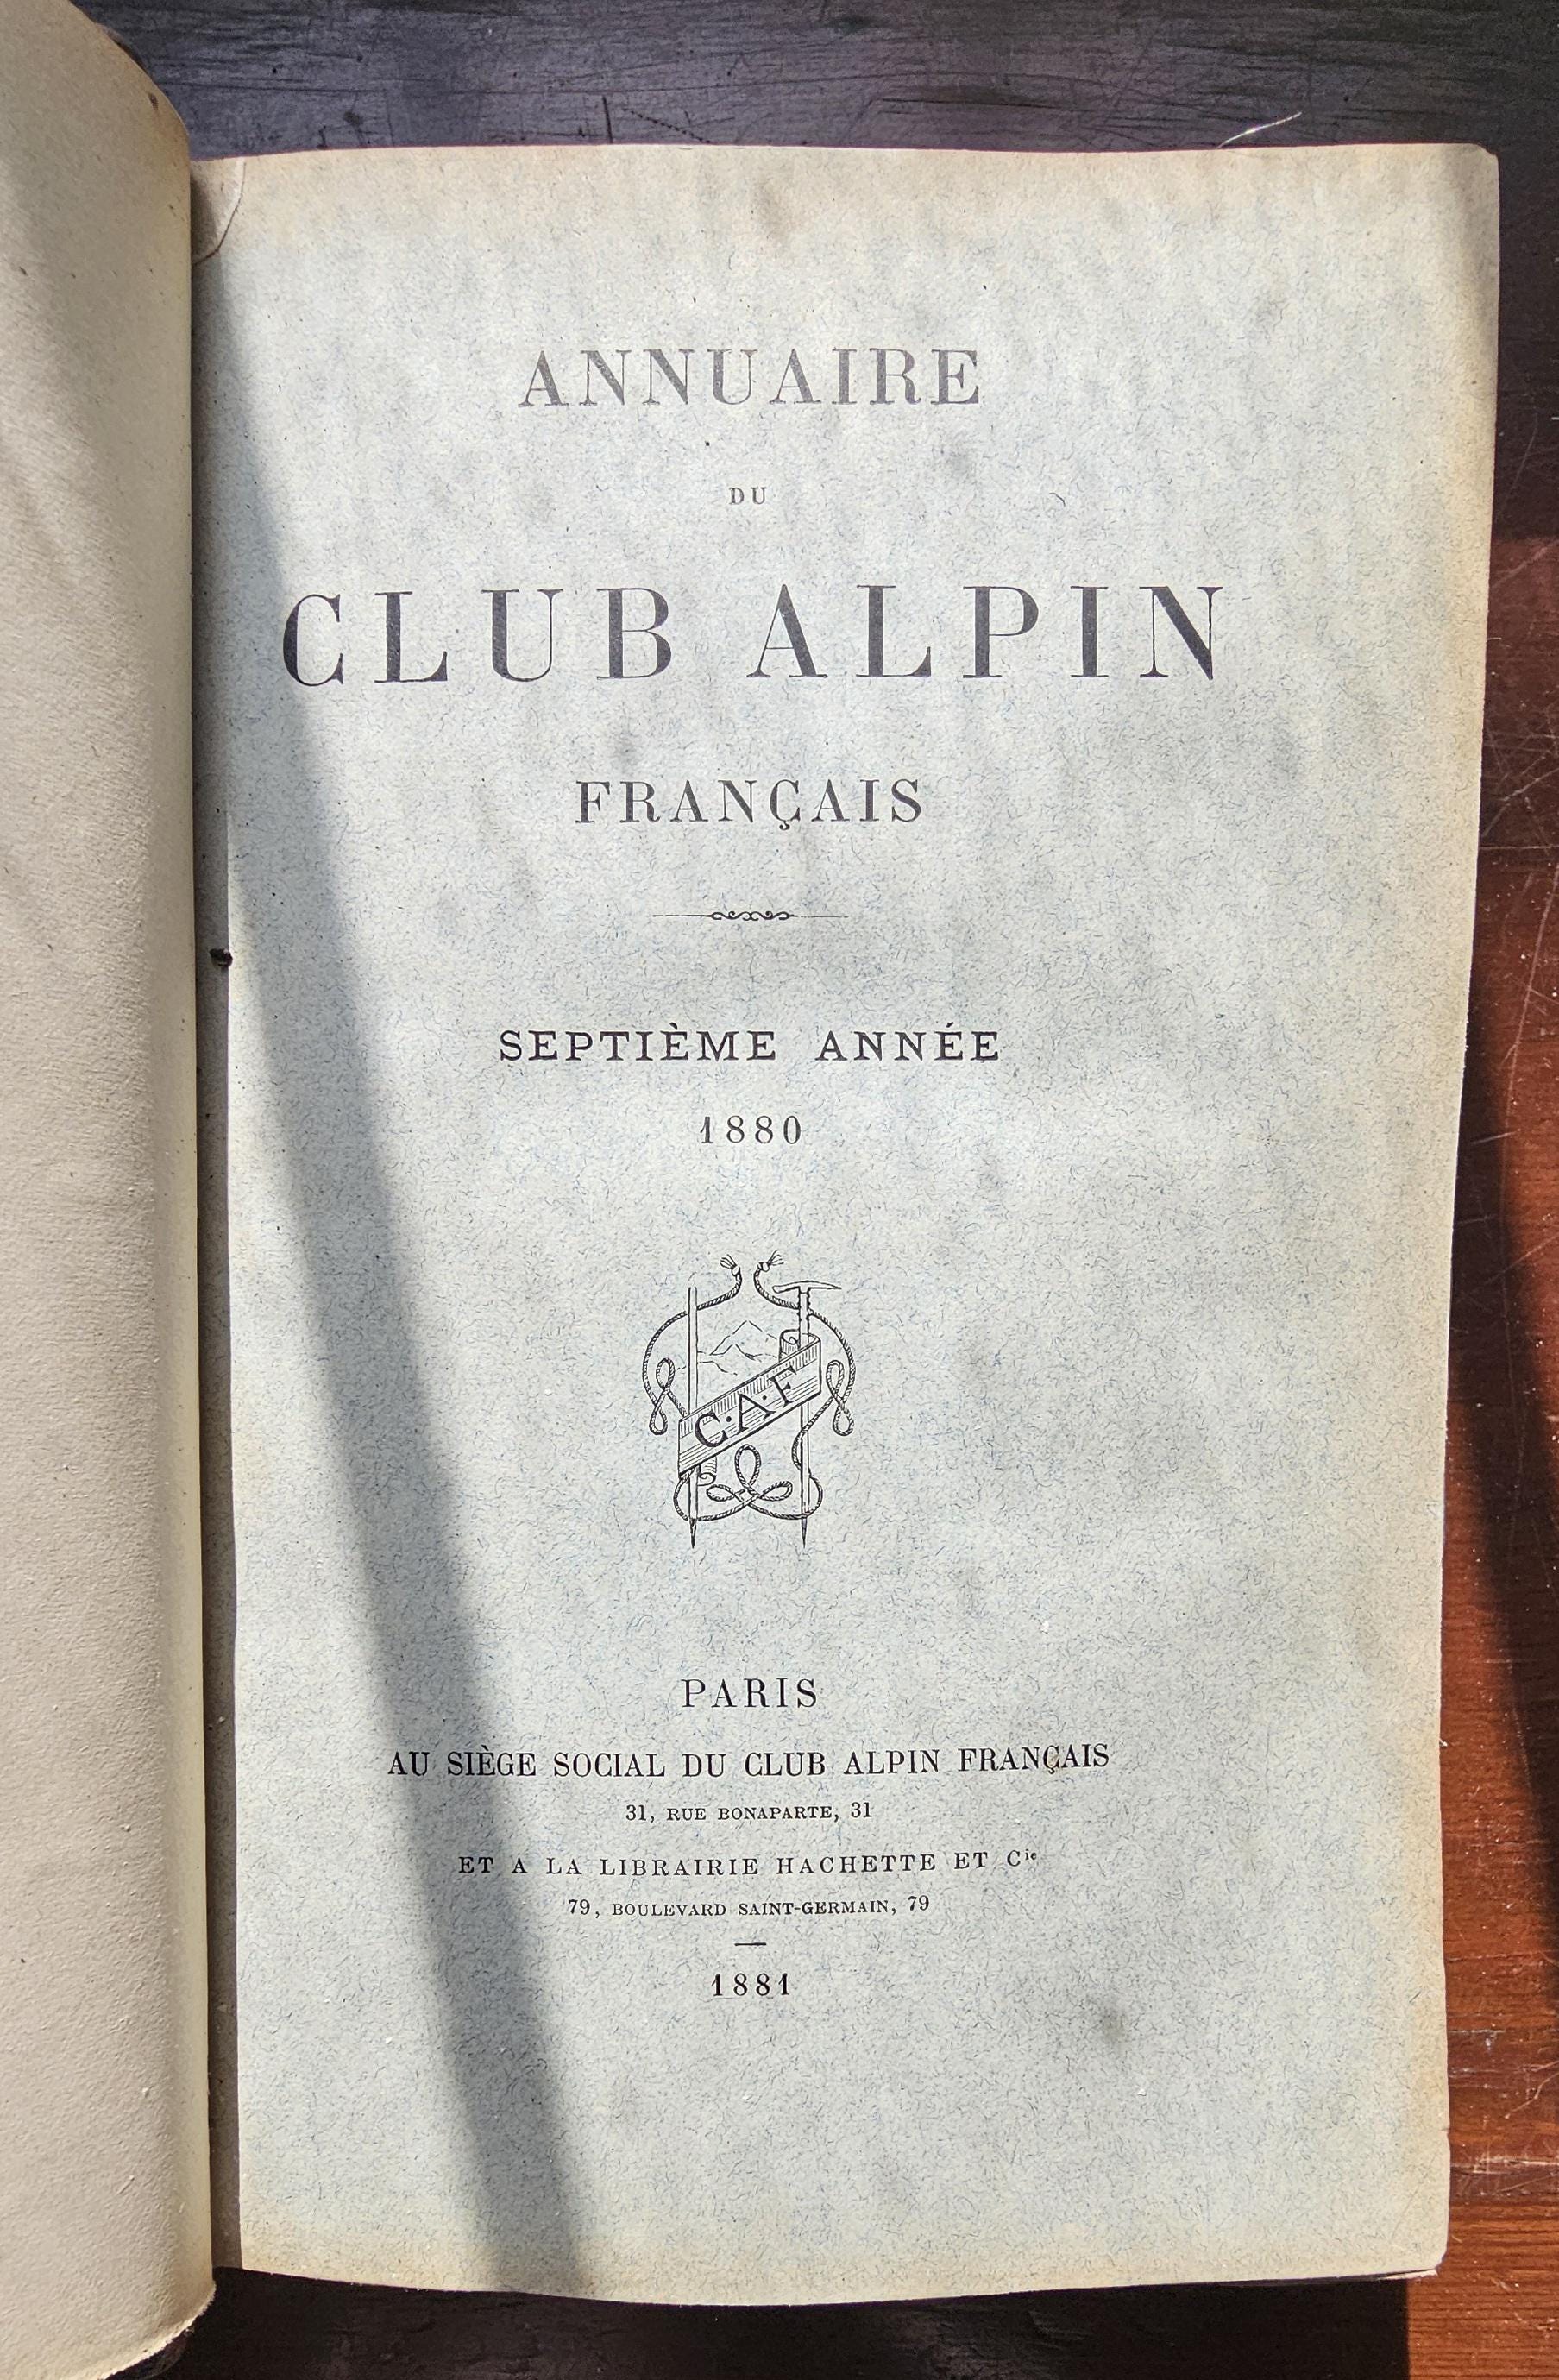 ANNUAIRE
DU
CLUB ALPIN
FRANÇAIS
SEPTIÈME ANNÉE
1880
C·A·F
PARIS
AU SIÈGE SOCIAL DU CLUB ALPIN FRANÇAIS
31, RUE BONAPARTE, 31
ET A LA LIBRAIRIE HACHETTE ET Cie
79, BOULEVARD SAINT-GERMAIN, 79
1881